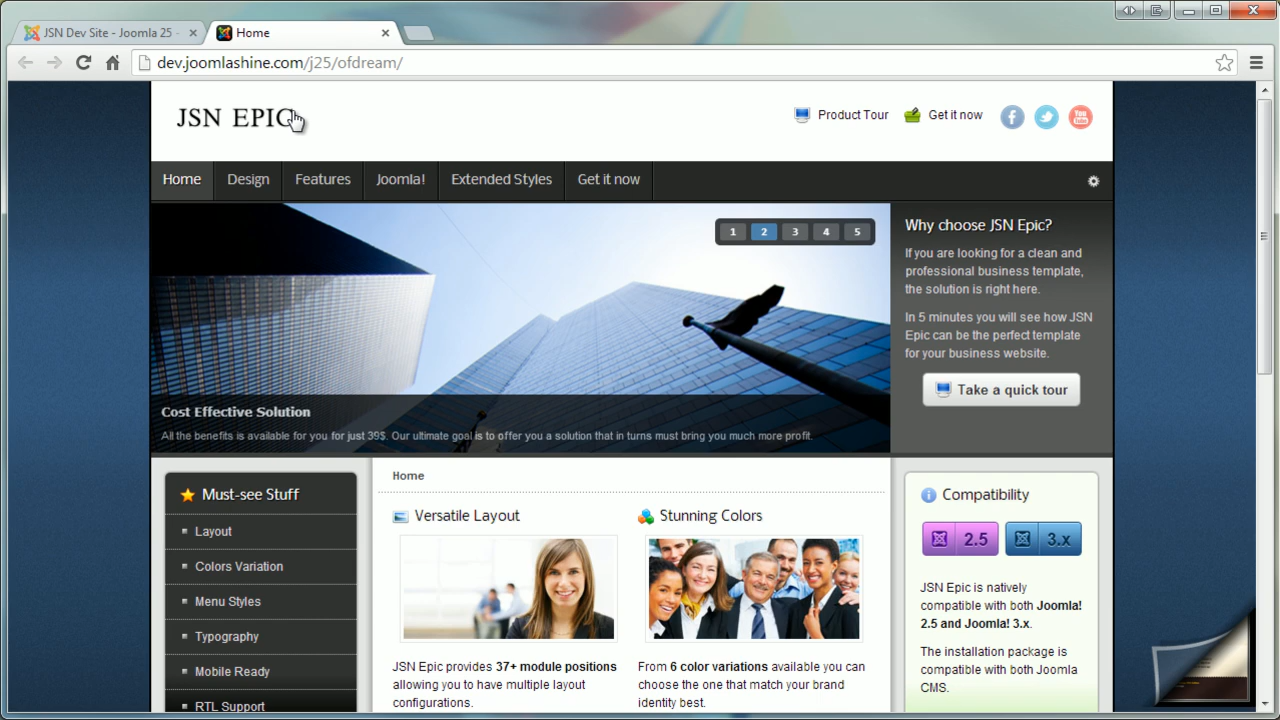 JSN Dev Site - Joomla 25 -
Home
dev.joomlashine.com/j25/ofdream/
JSN EPIC
Product Tour
Get it now
You
Tube
Home
Design
Features
Joomla!
Extended Styles
Get it now
1 2 3 4 5
Cost Effective Solution
All the benefits is available for you for just 39$. Our ultimate goal is to offer you a solution that in turns must bring you much more profit.
Why choose JSN Epic?
If you are looking for a clean and
professional business template,
the solution is right here.
In 5 minutes you will see how JSN
Epic can be the perfect template
for your business website.
Take a quick tour
Must-see Stuff
Layout
Colors Variation
Menu Styles
Typography
Mobile Ready
RTL Support
Home
Versatile Layout
JSN Epic provides 37+ module positions
allowing you to have multiple layout
configurations.
Stunning Colors
From 6 color variations available you can
choose the one that match your brand
identity best.
Compatibility
2.5
3.x
JSN Epic is natively
compatible with both Joomla!
2.5 and Joomla! 3.x.
The installation package is
compatible with both Joomla
CMS.